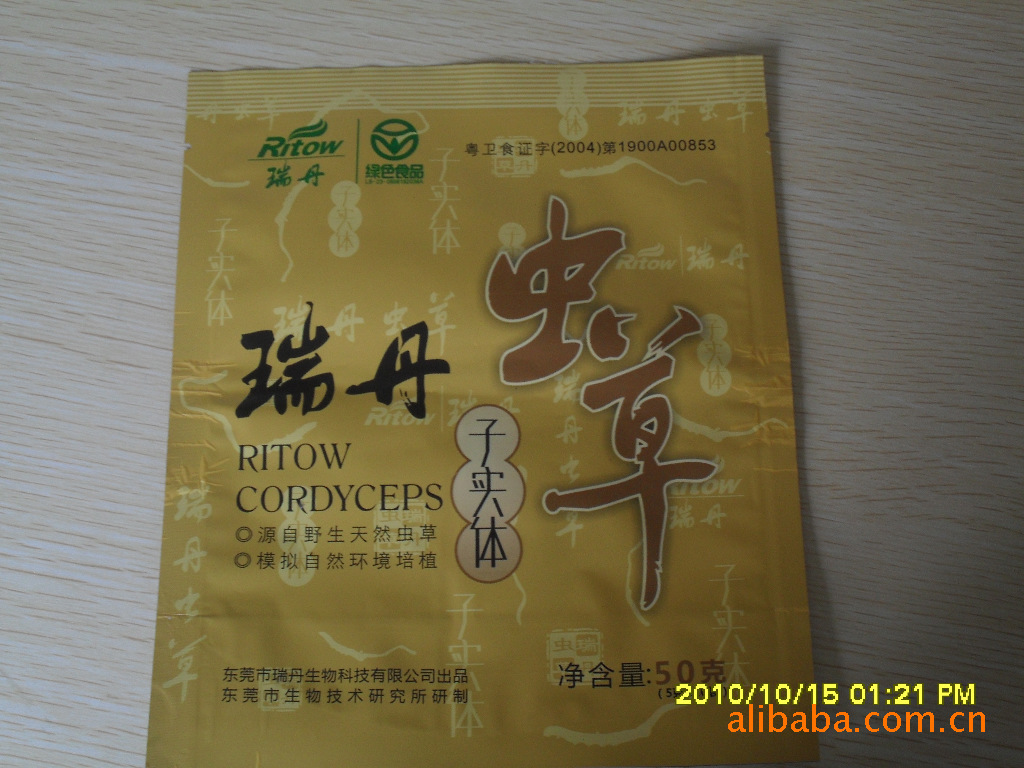 Ritow
瑞丹
绿色食品
粤卫食证字(2004)第1900A00853
虫草
瑞丹
子实体
RITOW
CORDYCEPS
◎源自野生天然虫草
◎模拟自然环境培植
东莞市瑞丹生物科技有限公司出品
东莞市生物技术研究所研制
净含量:50克
2010/10/15 01:21 PM
alibaba.com.cn